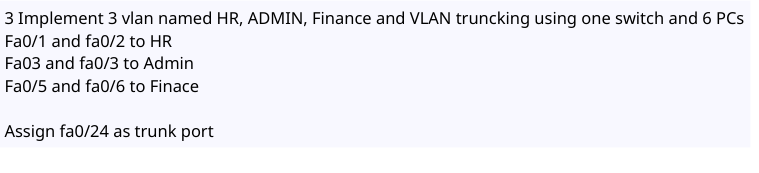 3 Implement 3 vlan named HR, ADMIN, Finance and VLAN truncking using one switch and 6 PCs
Fa0/1 and fa0/2 to HR
Fa03 and fa0/3 to Admin
Fa0/5 and fa0/6 to Finace
Assign fa0/24 as trunk port